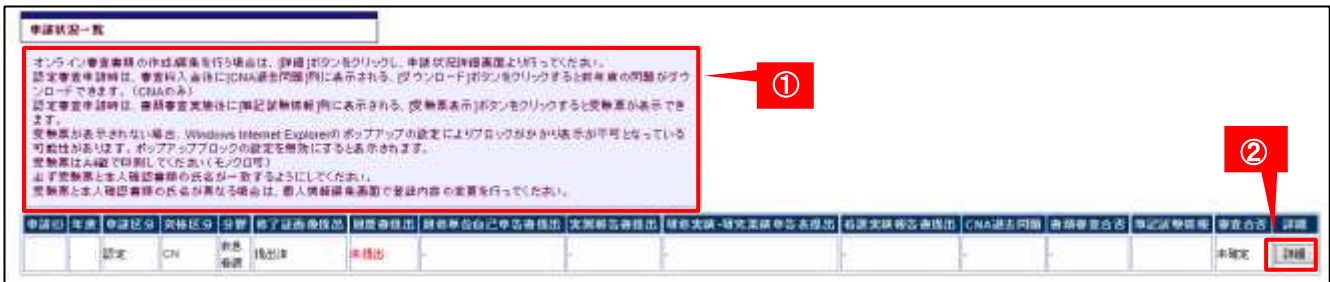 申請状況一覧
オンライン審査書類の作成・編集を行う場合は、[詳細]ボタンをクリックし、申請状況詳細画面より行ってください。
認定審査申請時は、審査料入金後に[CNA過去問題]列に表示される、[ダウンロード]ボタンをクリックすると前年度の問題がダウ
ンロードできます。(CNAのみ)
認定審査申請時は、書類審査実施後に[筆記試験情報]列に表示される、[受験票表示]ボタンをクリックすると受験票が表示でき
ます。
受験票が表示されない場合、Windows Internet Explorerの ポップアップの設定によりブロックがかかり表示が不可となっている
可能性があります。ポップアップブロックの設定を無効にすると表示されます。
受験票はA4縦で印刷してください(モノクロ可)
必ず受験票と本人確認書類の氏名が一致するようにしてください。
受験票と本人確認書類の氏名が異なる場合は、個人情報編集画面で登録内容の変更を行ってください。
①
②
申請ID 年度 申請区分 資格区分 分野 修了証画像提出 履歴書提出 勤務単位自己申告書提出 実務報告書提出 研修実績・研究業績申告表提出 看護実績報告書提出 CNA過去問題 書類審査合否 筆記試験情報 審査合否 詳細
認定 CN 救急 提出済 未提出 - - - - - - 未確定 詳細
看護